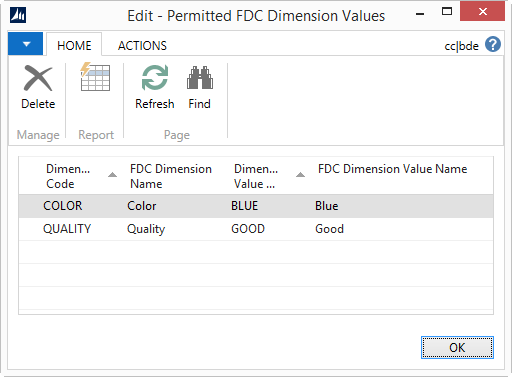 Edit - Permitted FDC Dimension Values
HOME ACTIONS cc|bde ?
Delete Refresh Find
Manage Report Page
Dimen... FDC Dimension Dimen... FDC Dimension Value Name
Code Name Value ...
COLOR Color BLUE Blue
QUALITY Quality GOOD Good
OK